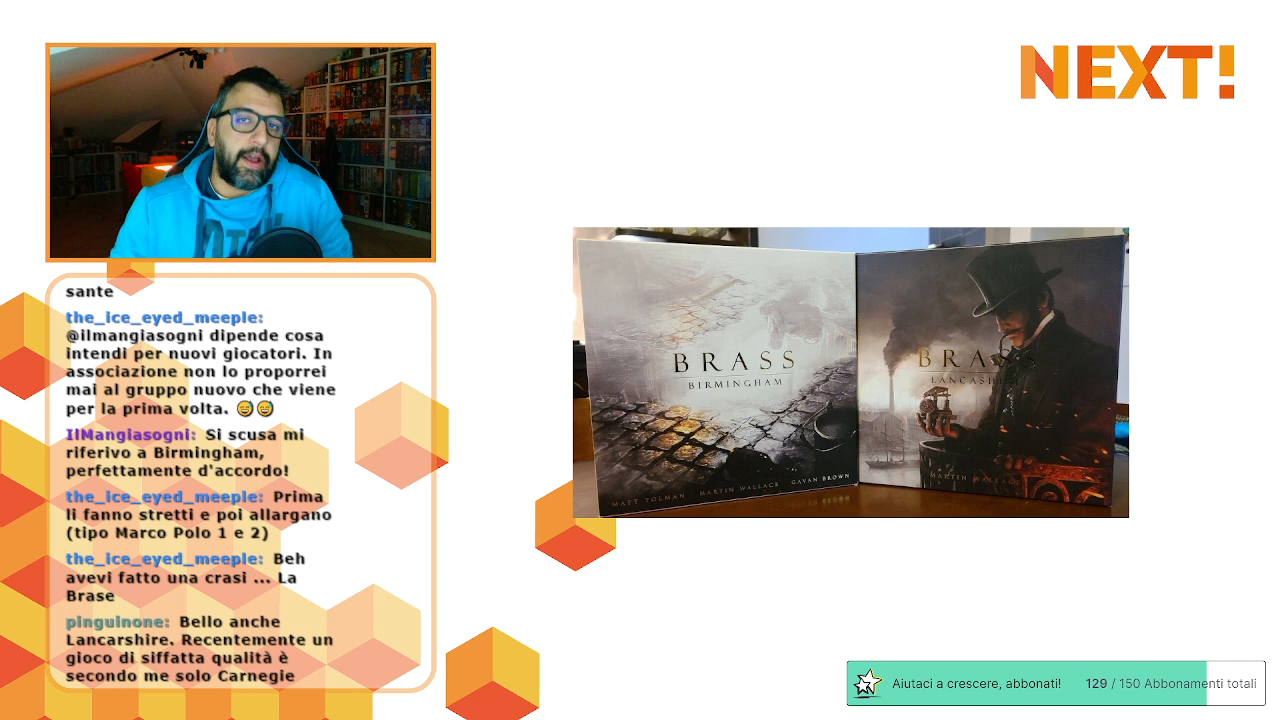 NEXT!
sante
the_ice_eyed_meeple:
@ilmangiasogni dipende cosa
intendi per nuovi giocatori. In
associazione non lo proporrei
mai al gruppo nuovo che viene
per la prima volta. 😅😅
IlMangiasogni: Si scusa mi
riferivo a Birmingham,
perfettamente d'accordo!
the_ice_eyed_meeple: Prima
li fanno stretti e poi allargano
(tipo Marco Polo 1 e 2)
the_ice_eyed_meeple: Beh
avevi fatto una crasi ... La
Brase
pinguinone: Bello anche
Lancarshire. Recentemente un
gioco di siffatta qualità è
secondo me solo Carnegie
BRASS
BIRMINGHAM
MATT TOLMAN MARTIN WALLACE GAVAN BROWN
BRASS
LANCASHIRE
MARTIN WALLACE
Aiutaci a crescere, abbonati! 129 / 150 Abbonamenti totali